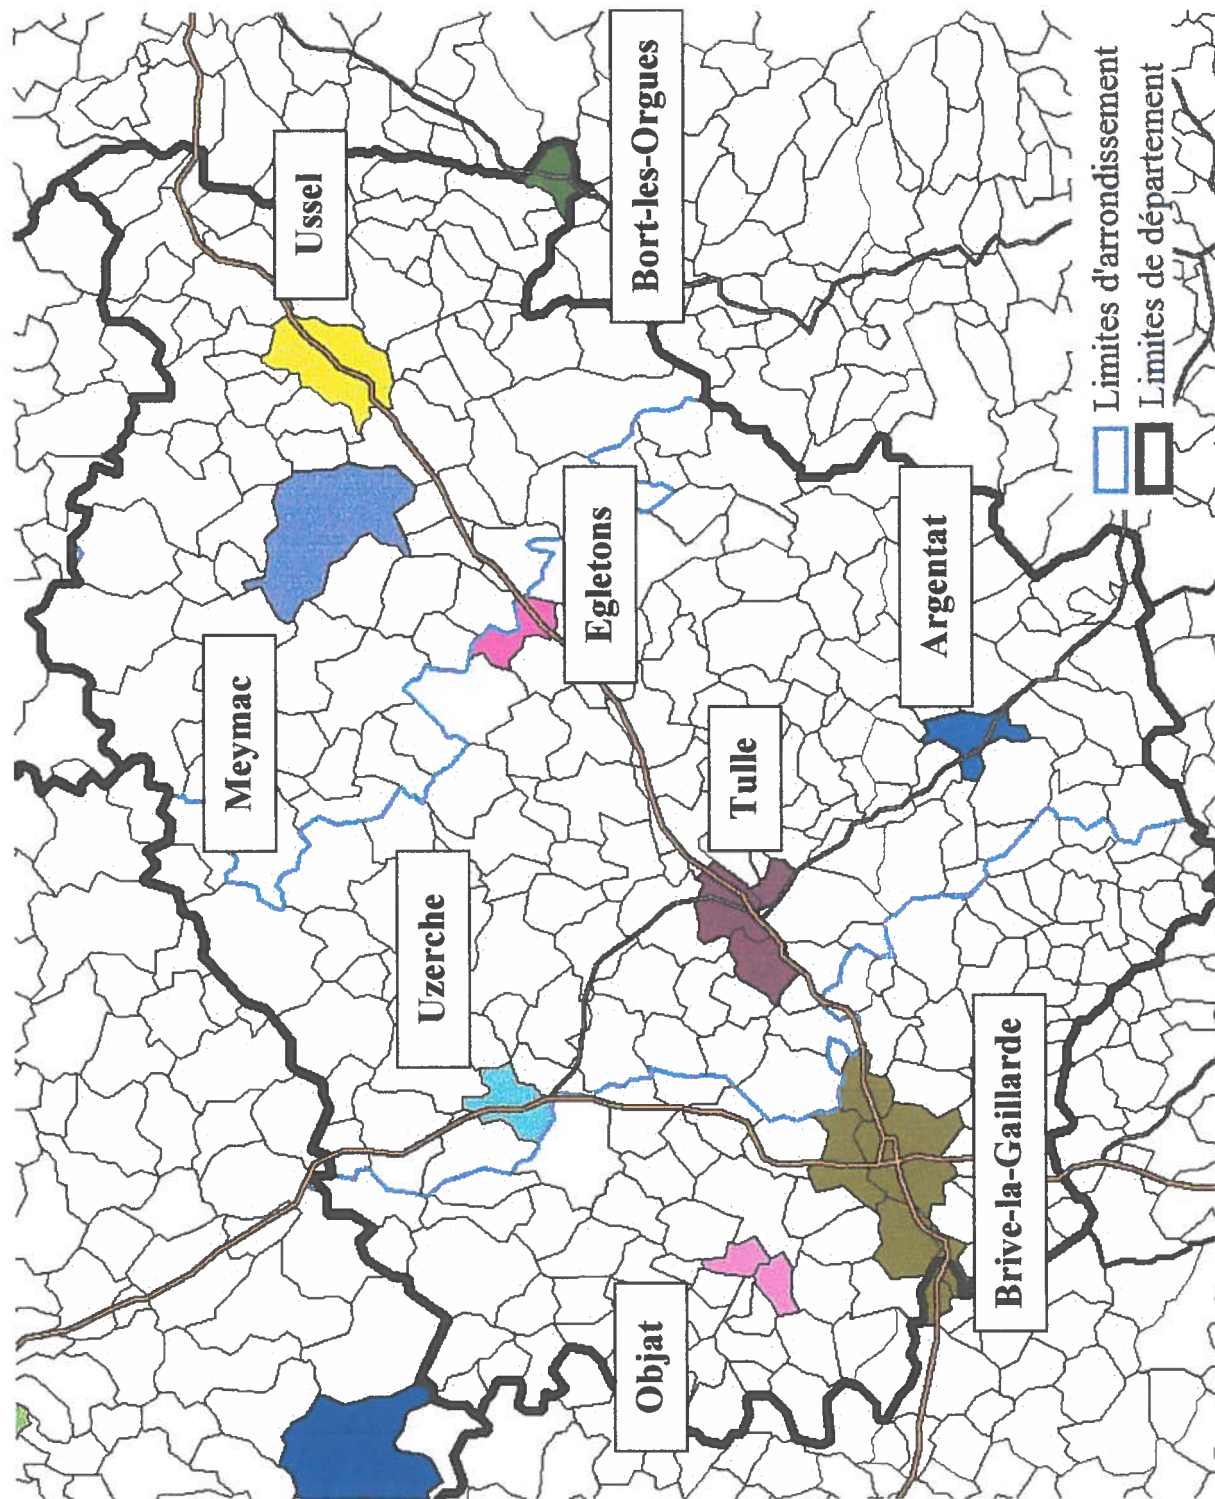 Ussel
Meymac
Bort-les-Orgues
Egletons
Uzerche
Tulle
Argentat
Objat
Brive-la-Gaillarde
Limites d'arrondissement
Limites de département